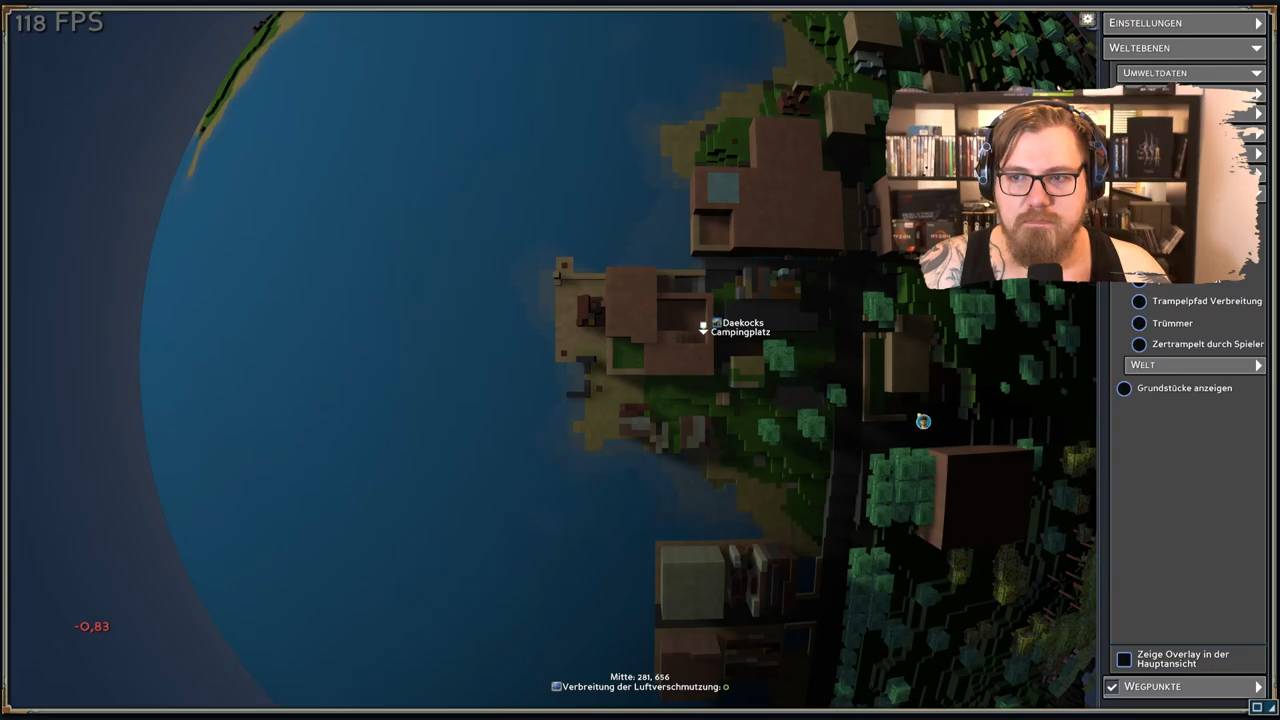 118 FPS
EINSTELLUNGEN
WELTEBENEN
UMWELTDATEN
Trampelpfad Verbreitung
Trümmer
Zertrampelt durch Spieler
WELT
Grundstücke anzeigen
Daekocks
Campingplatz
-0,83
Zeige Overlay in der
Hauptansicht
Mitte: 281, 656
Verbreitung der Luftverschmutzung: 0
WEGPUNKTE